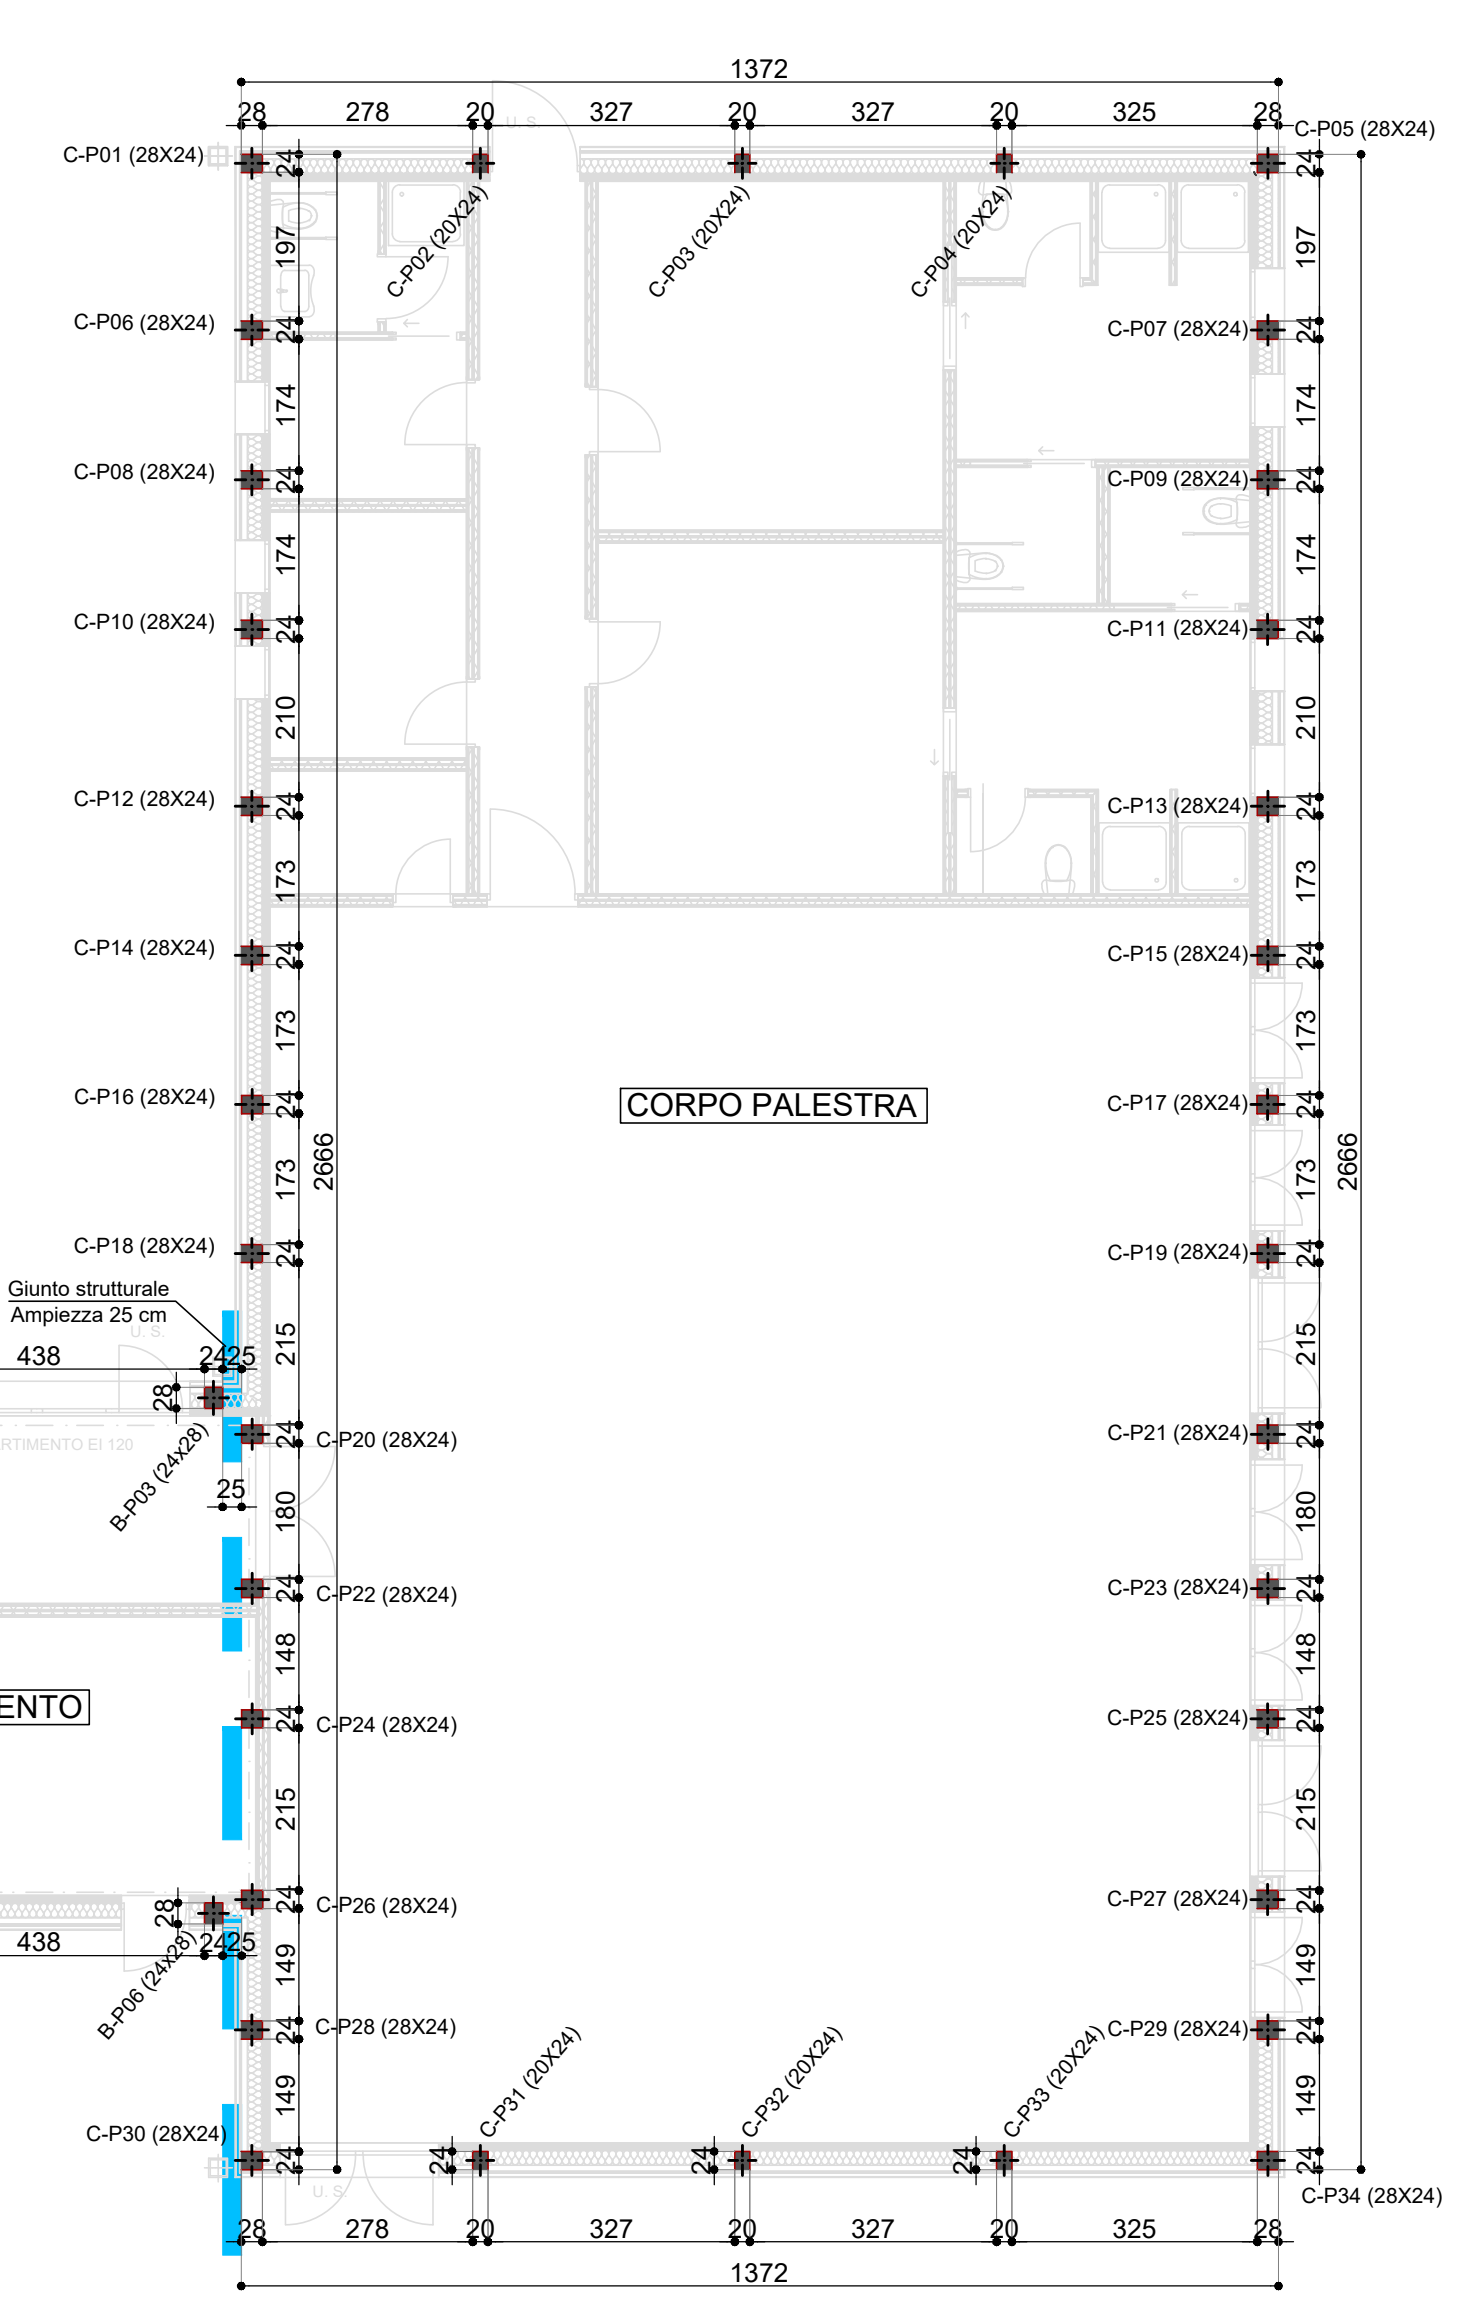 1372
28 278 20 327 20 327 20 325 28
U. S.
C-P01 (28X24)
C-P05 (28X24)
24
24
C-P02 (20X24)
C-P03 (20X24)
C-P04 (20X24)
197
197
C-P06 (28X24)
24
C-P07 (28X24)
24
174
174
C-P08 (28X24)
24
C-P09 (28X24)
24
174
174
C-P10 (28X24)
24
C-P11 (28X24)
24
210
210
C-P12 (28X24)
24
C-P13 (28X24)
24
173
173
C-P14 (28X24)
24
C-P15 (28X24)
24
173
173
C-P16 (28X24)
24
CORPO PALESTRA
C-P17 (28X24)
24
2666
2666
173
173
C-P18 (28X24)
24
C-P19 (28X24)
24
Giunto strutturale
Ampiezza 25 cm
U. S.
215
215
438 24 25
28
B-P03 (24x28)
RTIMENTO EI 120
24
C-P20 (28X24)
C-P21 (28X24)
24
25
180
180
24
C-P22 (28X24)
C-P23 (28X24)
24
148
148
ENTO
24
C-P24 (28X24)
C-P25 (28X24)
24
215
215
24
C-P26 (28X24)
C-P27 (28X24)
24
28
438 24 25
B-P06 (24x28)
149
149
24
C-P28 (28X24)
C-P29 (28X24)
24
C-P31 (20X24)
C-P32 (20X24)
C-P33 (20X24)
149
149
C-P30 (28X24)
24
24
24
24
24
U. S.
C-P34 (28X24)
28 278 20 327 20 327 20 325 28
1372